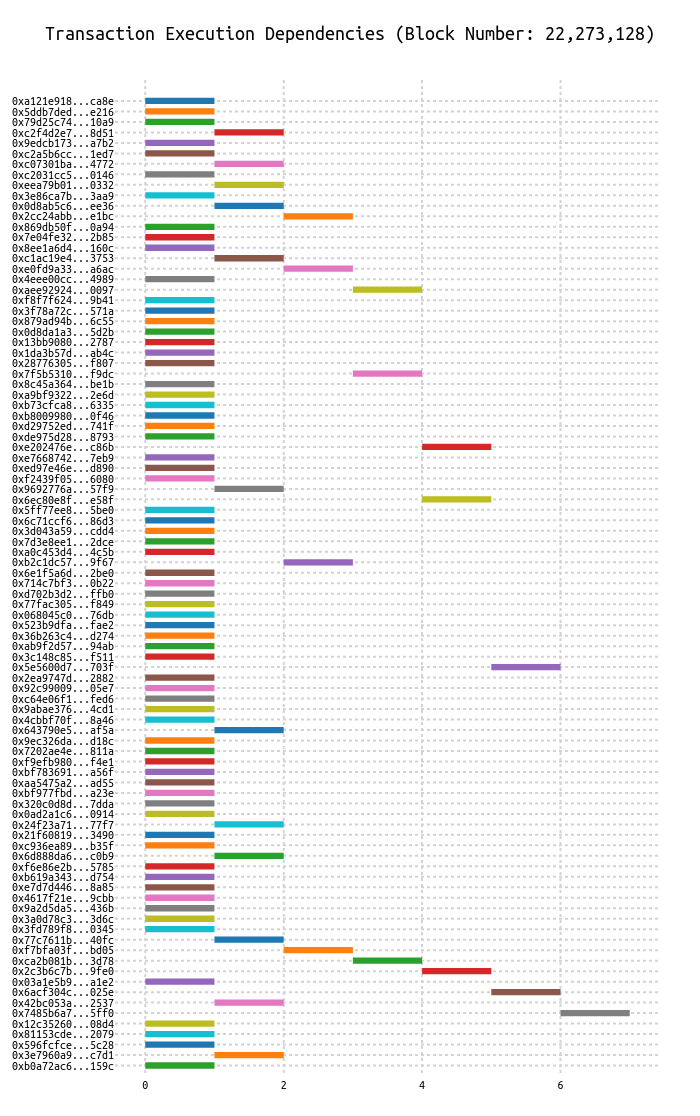 Transaction Execution Dependencies (Block Number: 22,273,128)
0xa121e918...ca8e
0x5ddb7ded...e216
0x79d25c74...10a9
0xc2f4d2e7...8d51
0x9edcb173...a7b2
0xc2a5b6cc...1ed7
0xc07301ba...4772
0xc2031cc5...0146
0xeea79b01...0332
0x3e86ca7b...3aa9
0x0d8ab5c6...ee36
0x2cc24abb...e1bc
0x869db50f...0a94
0x7e04fe32...2b85
0x8ee1a6d4...160c
0xc1ac19e4...3753
0xe0fd9a33...a6ac
0x4eee00cc...4989
0xaee92924...0097
0xf8f7f624...9b41
0x3f78a72c...571a
0x879ad94b...6c55
0x0d8da1a3...5d2b
0x13bb9080...2787
0x1da3b57d...ab4c
0x28776305...f807
0x7f5b5310...f9dc
0x8c45a364...be1b
0xa9bf9322...2e6d
0xb73cfca8...6335
0xb8009980...0f46
0xd29752ed...741f
0xde975d28...8793
0xe202476e...c86b
0xe7668742...7eb9
0xed97e46e...d890
0xf2439f05...6080
0x9692776a...57f9
0x6ec80e8f...e58f
0x5ff77ee8...5be0
0x6c71ccf6...86d3
0x3d043a59...cdd4
0x7d3e8ee1...2dce
0xa0c453d4...4c5b
0xb2c1dc57...9f67
0x6e1f5a6d...2be0
0x714c7bf3...0b22
0xd702b3d2...ffb0
0x77fac305...f849
0x068045c0...76db
0x523b9dfa...fae2
0x36b263c4...d274
0xab9f2d57...94ab
0x3c148c85...f511
0x5e5600d7...703f
0x2ea9747d...2882
0x92c99009...05e7
0xc64e06f1...fed6
0x9abae376...4cd1
0x4cbbf70f...8a46
0x643790e5...af5a
0x9ec326da...d18c
0x7202ae4e...811a
0xf9efb980...f4e1
0xbf783691...a56f
0xaa5475a2...ad55
0xbf977fbd...a23e
0x320c0d8d...7dda
0x0ad2a1c6...0914
0x24f23a71...77f7
0x21f60819...3490
0xc936ea89...b35f
0x6d888da6...c0b9
0xf6e86e2b...5785
0xb619a343...d754
0xe7d7d446...8a85
0x4617f21e...9cbb
0x9a2d5da5...436b
0x3a0d78c3...3d6c
0x3fd789f8...0345
0x77c7611b...40fc
0xf7bfa03f...bd05
0xca2b081b...3d78
0x2c3b6c7b...9fe0
0x03a1e5b9...a1e2
0x6acf304c...025e
0x42bc053a...2537
0x7485b6a7...5ff0
0x12c35260...08d4
0x81153cde...2079
0x596fcfce...5c28
0x3e7960a9...c7d1
0xb0a72ac6...159c
0 2 4 6